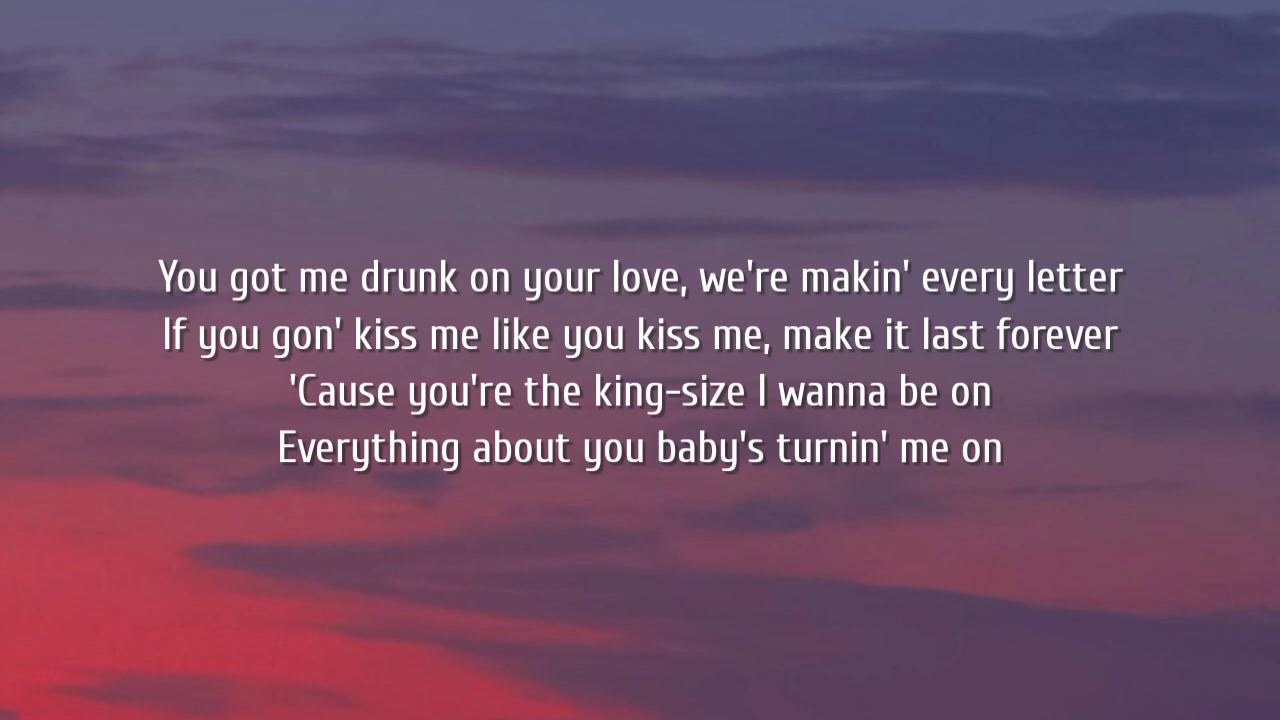 You got me drunk on your love, we're makin' every letter
If you gon' kiss me like you kiss me, make it last forever
'Cause you're the king-size I wanna be on
Everything about you baby's turnin' me on